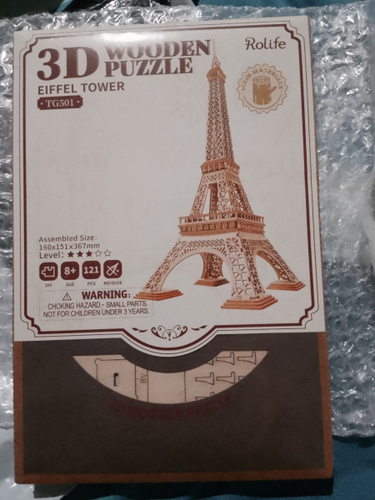 3D WOODEN
PUZZLE
EIFFEL TOWER
· TG501 ·
Rolife
Assembled Size:
160x151x367mm
Level: ★★★☆☆
DIY
8+
AGE
121
PCS
NO GLUE
⚠ WARNING:
CHOKING HAZARD - SMALL PARTS.
NOT FOR CHILDREN UNDER 3 YEARS.